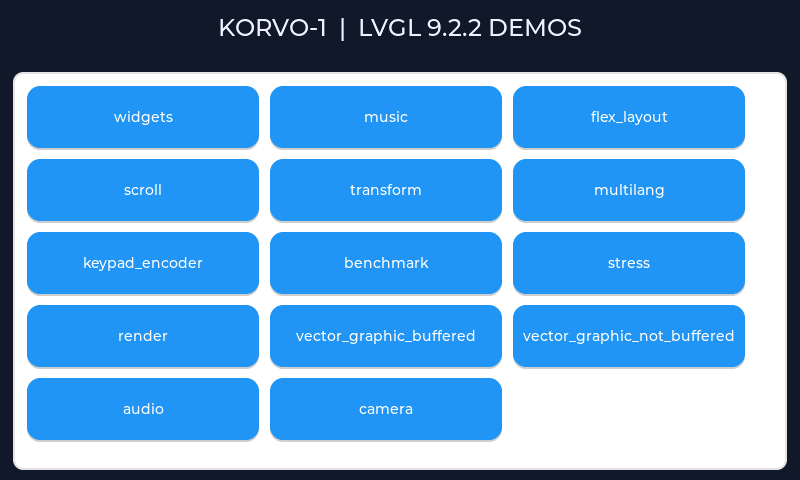 KORVO-1 | LVGL 9.2.2 DEMOS
widgets
music
flex_layout
scroll
transform
multilang
keypad_encoder
benchmark
stress
render
vector_graphic_buffered
vector_graphic_not_buffered
audio
camera